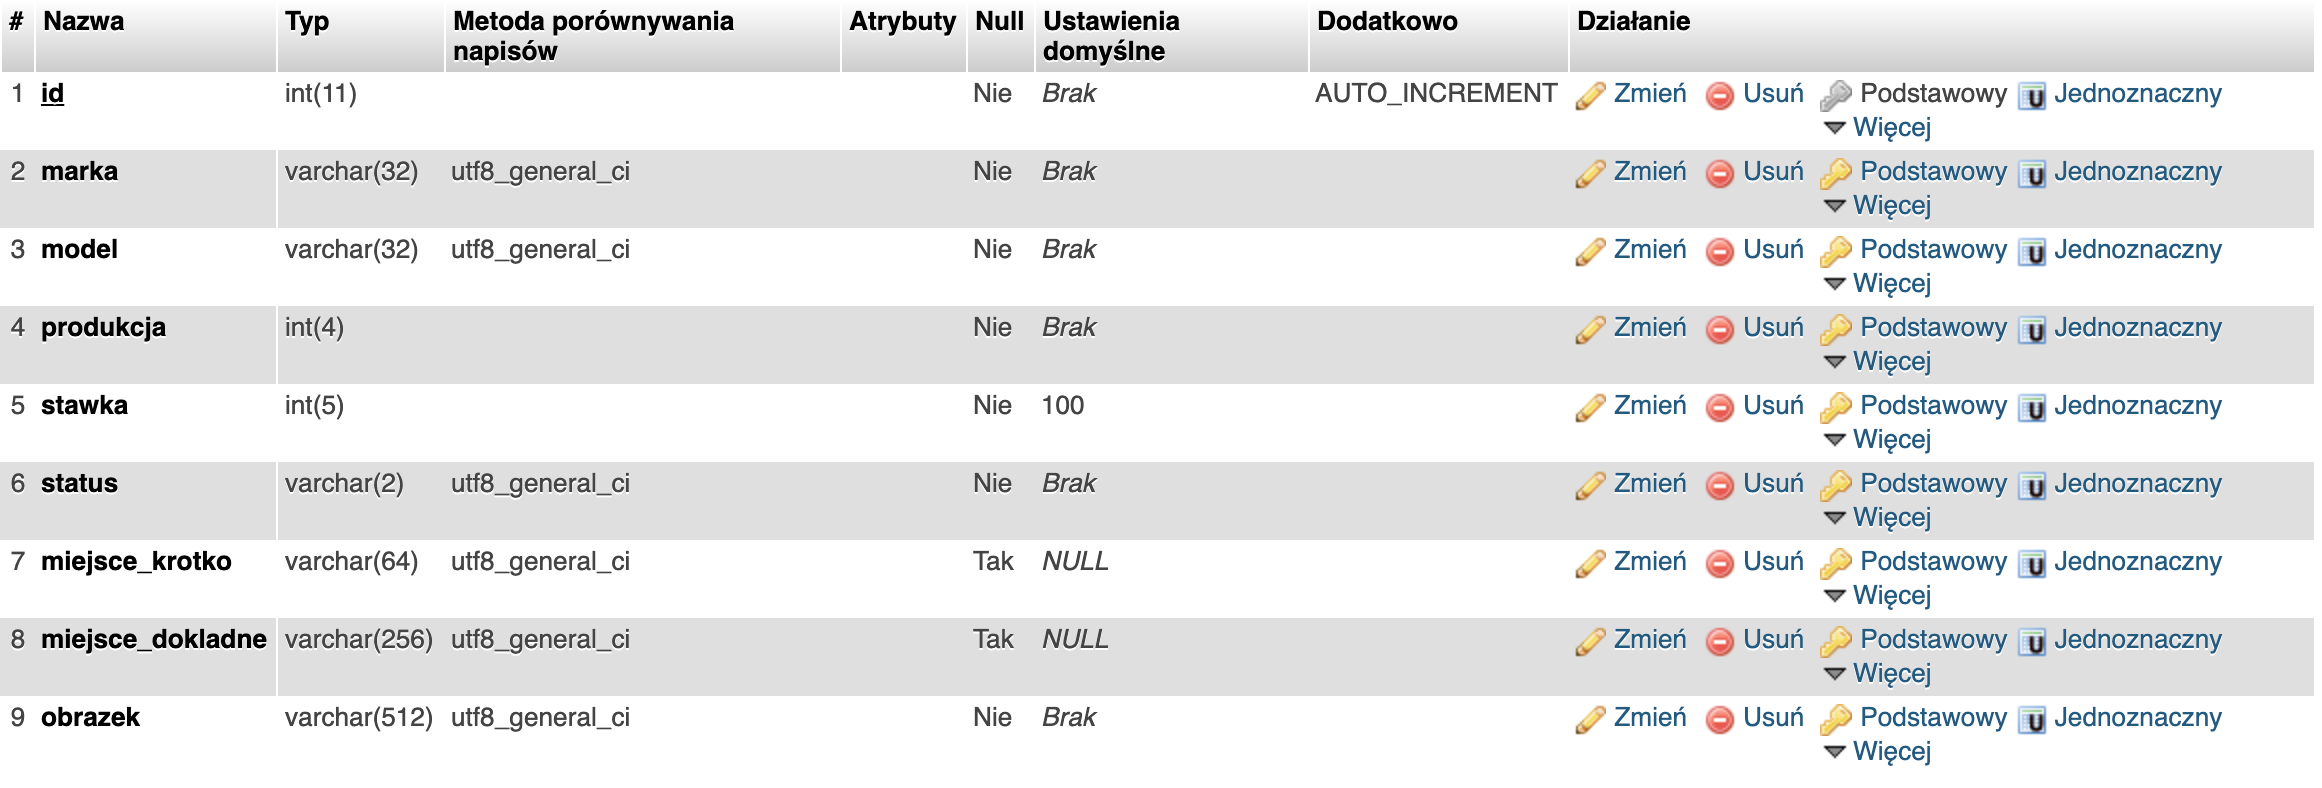 # Nazwa Typ Metoda porównywania napisów Atrybuty Null Ustawienia domyślne Dodatkowo Działanie
1 id int(11) Nie Brak AUTO_INCREMENT Zmień Usuń Podstawowy U Jednoznaczny
Więcej
2 marka varchar(32) utf8_general_ci Nie Brak Zmień Usuń Podstawowy U Jednoznaczny
Więcej
3 model varchar(32) utf8_general_ci Nie Brak Zmień Usuń Podstawowy U Jednoznaczny
Więcej
4 produkcja int(4) Nie Brak Zmień Usuń Podstawowy U Jednoznaczny
Więcej
5 stawka int(5) Nie 100 Zmień Usuń Podstawowy U Jednoznaczny
Więcej
6 status varchar(2) utf8_general_ci Nie Brak Zmień Usuń Podstawowy U Jednoznaczny
Więcej
7 miejsce_krotko varchar(64) utf8_general_ci Tak NULL Zmień Usuń Podstawowy U Jednoznaczny
Więcej
8 miejsce_dokladne varchar(256) utf8_general_ci Tak NULL Zmień Usuń Podstawowy U Jednoznaczny
Więcej
9 obrazek varchar(512) utf8_general_ci Nie Brak Zmień Usuń Podstawowy U Jednoznaczny
Więcej